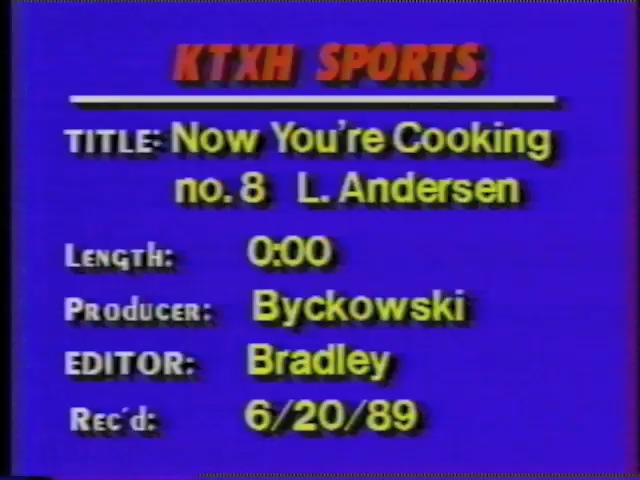 KTXH SPORTS
TITLE: Now You're Cooking
no. 8 L. Andersen
LENGTH: 0:00
PRODUCER: Byckowski
EDITOR: Bradley
REC'd: 6/20/89